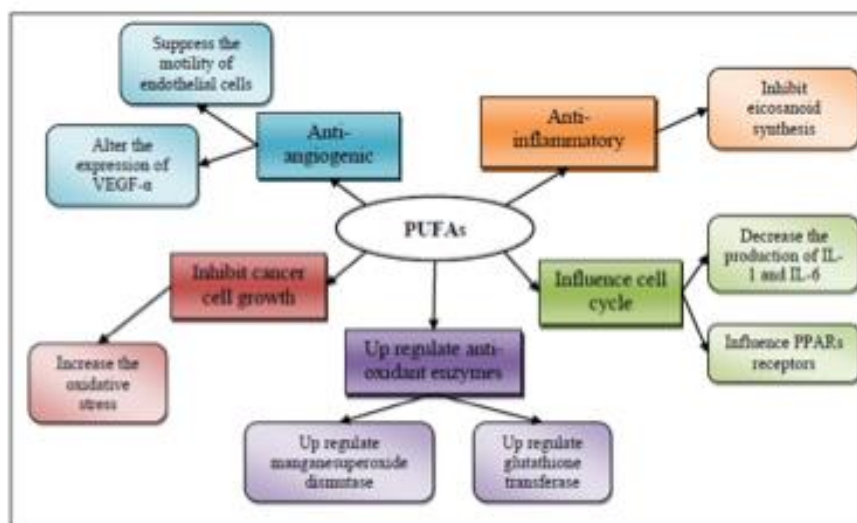 Suppress the
motility of
endothelial cells
Anti-
angiogenic
Alter the
expression of
VEGF-α
Anti-
inflammatory
Inhibit
eicosanoid
synthesis
PUFAs
Inhibit cancer
cell growth
Increase the
oxidative
stress
Influence cell
cycle
Decrease the
production of IL-
1 and IL-6
Influence PPARs
receptors
Up regulate anti-
oxidant enzymes
Up regulate
manganesuperoxide
dismutase
Up regulate
glutathione
transferase